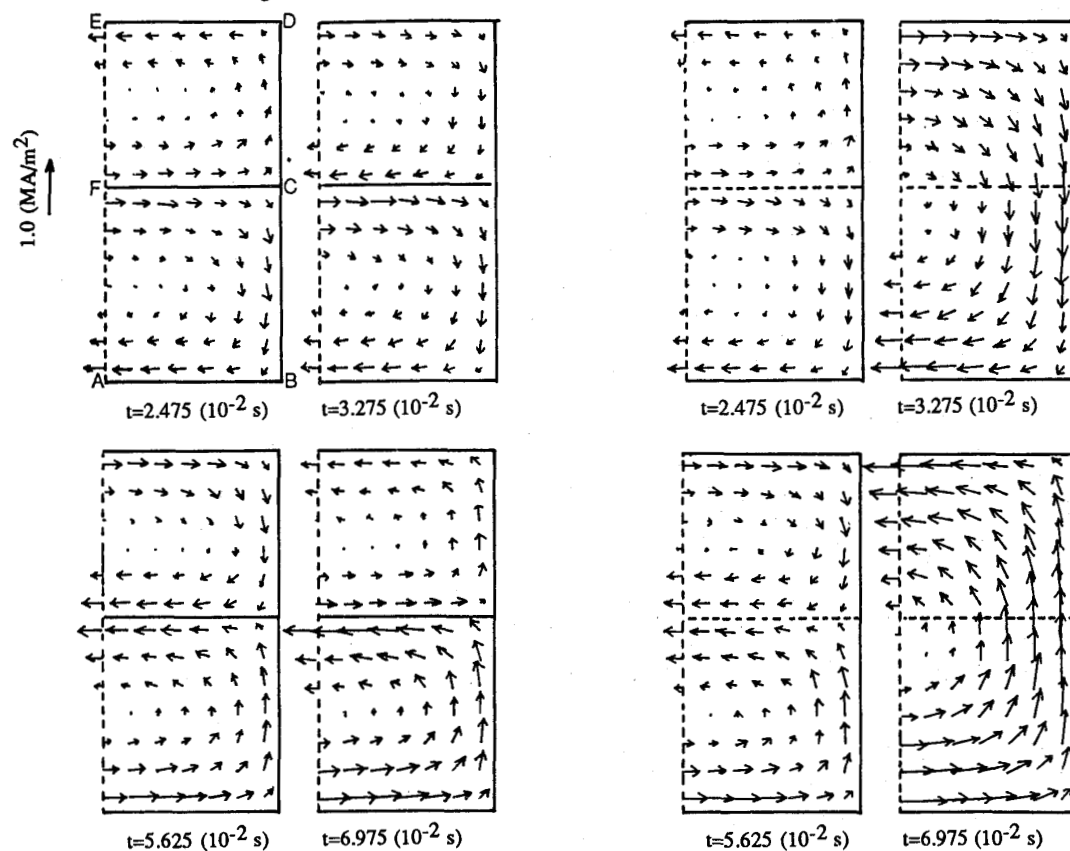 E D
1.0 (MA/m²)
F C
A B
t=2.475 (10⁻² s) t=3.275 (10⁻² s) t=2.475 (10⁻² s) t=3.275 (10⁻² s)
t=5.625 (10⁻² s) t=6.975 (10⁻² s) t=5.625 (10⁻² s) t=6.975 (10⁻² s)